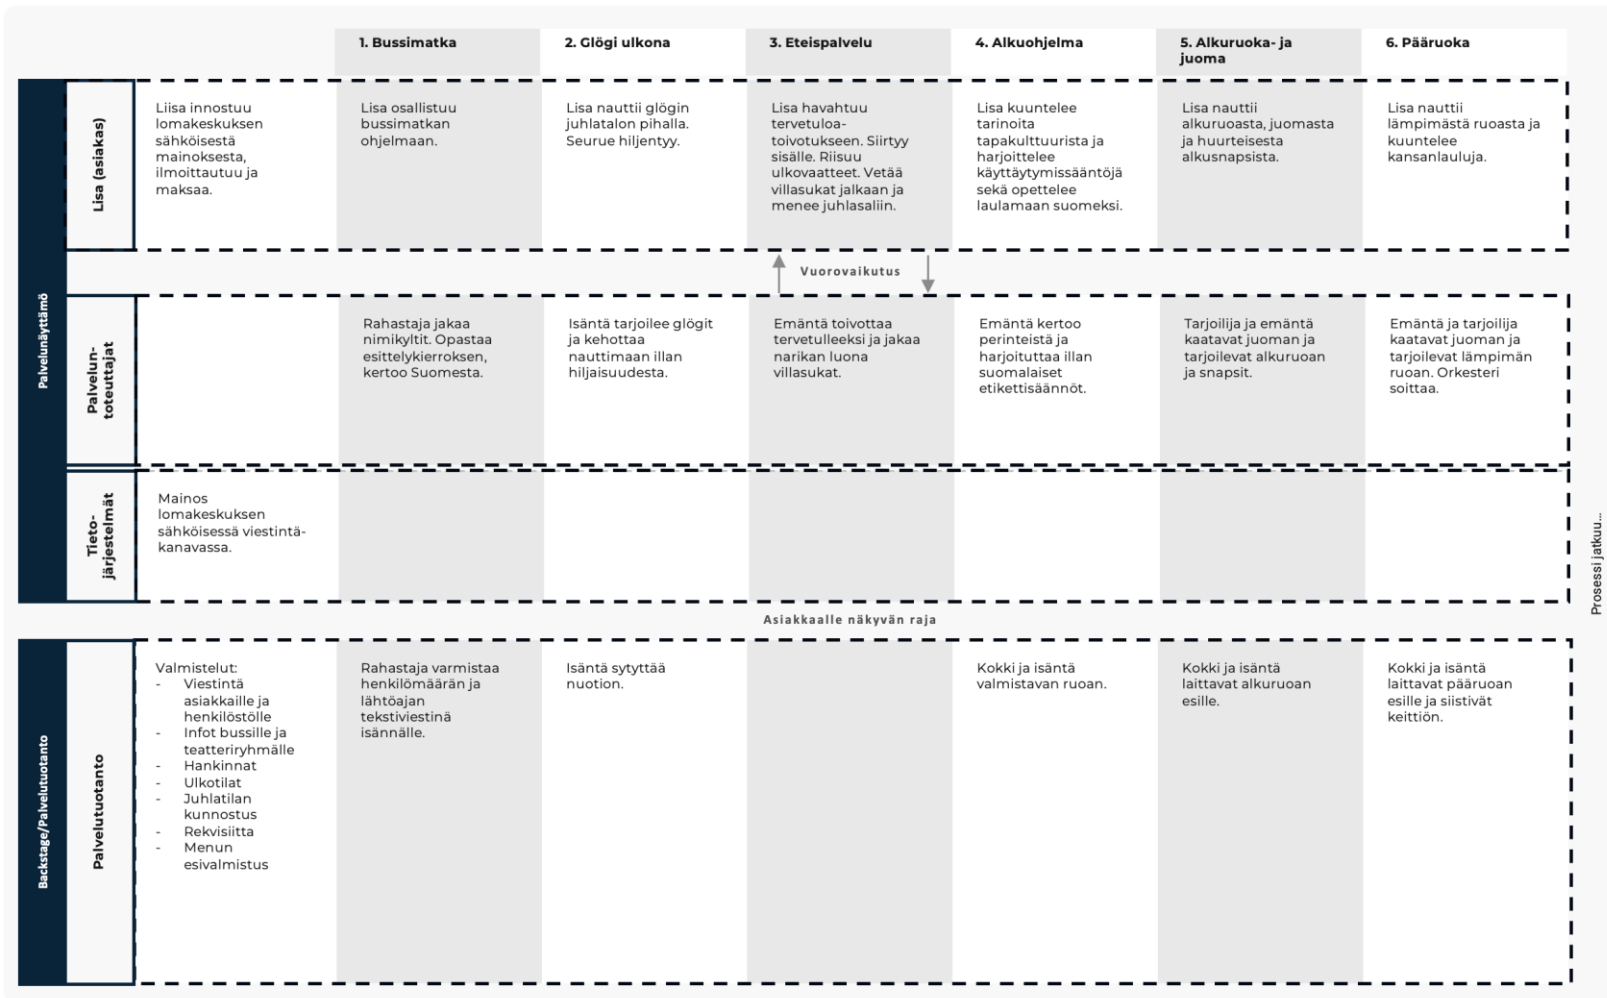 1. Bussimatka
2. Glögi ulkona
3. Eteispalvelu
4. Alkuohjelma
5. Alkuruoka- ja
juoma
6. Pääruoka
Palvelunäyttämö
Lisa (asiakas)
Liisa innostuu
lomakeskuksen
sähköisestä
mainoksesta,
ilmoittautuu ja
maksaa.
Lisa osallistuu
bussimatkan
ohjelmaan.
Lisa nauttii glögin
juhlatalon pihalla.
Seurue hiljentyy.
Lisa havahtuu
tervetuloa-
toivotukseen. Siirtyy
sisälle. Riisuu
ulkovaatteet. Vetää
villasukat jalkaan ja
menee juhlasaliin.
Lisa kuuntelee
tarinoita
tapakulttuurista ja
harjoittelee
käyttäytymissääntöjä
sekä opettelee
laulamaan suomeksi.
Lisa nauttii
alkuruoasta, juomasta
ja huurteisesta
alkusnapsista.
Lisa nauttii
lämpimästä ruoasta ja
kuuntelee
kansanlauluja.
Vuorovaikutus
Palvelun-
toteuttajat
Rahastaja jakaa
nimikyltit. Opastaa
esittelykierroksen,
kertoo Suomesta.
Isäntä tarjoilee glögit
ja kehottaa
nauttimaan illan
hiljaisuudesta.
Emäntä toivottaa
tervetulleeksi ja jakaa
narikan luona
villasukat.
Emäntä kertoo
perinteistä ja
harjoituttaa illan
suomalaiset
etikettisäännöt.
Tarjoilija ja emäntä
kaatavat juoman ja
tarjoilevat alkuruoan
ja snapsit.
Emäntä ja tarjoilija
kaatavat juoman ja
tarjoilevat lämpimän
ruoan. Orkesteri
soittaa.
Tieto-
järjestelmät
Mainos
lomakeskuksen
sähköisessä viestintä-
kanavassa.
Prosessi jatkuu...
Asiakkaalle näkyvän raja
Backstage/Palvelutuotanto
Palvelutuotanto
Valmistelut:
- Viestintä
asiakkaille ja
henkilöstölle
- Infot bussille ja
teatteriryhmälle
- Hankinnat
- Ulkotilat
- Juhlatilan
kunnostus
- Rekvisiitta
- Menun
esivalmistus
Rahastaja varmistaa
henkilömäärän ja
lähtöajan
tekstiviestinä
isännälle.
Isäntä sytyttää
nuotion.
Kokki ja isäntä
valmistavan ruoan.
Kokki ja isäntä
laittavat alkuruoan
esille.
Kokki ja isäntä
laittavat pääruoan
esille ja siistivät
keittiön.